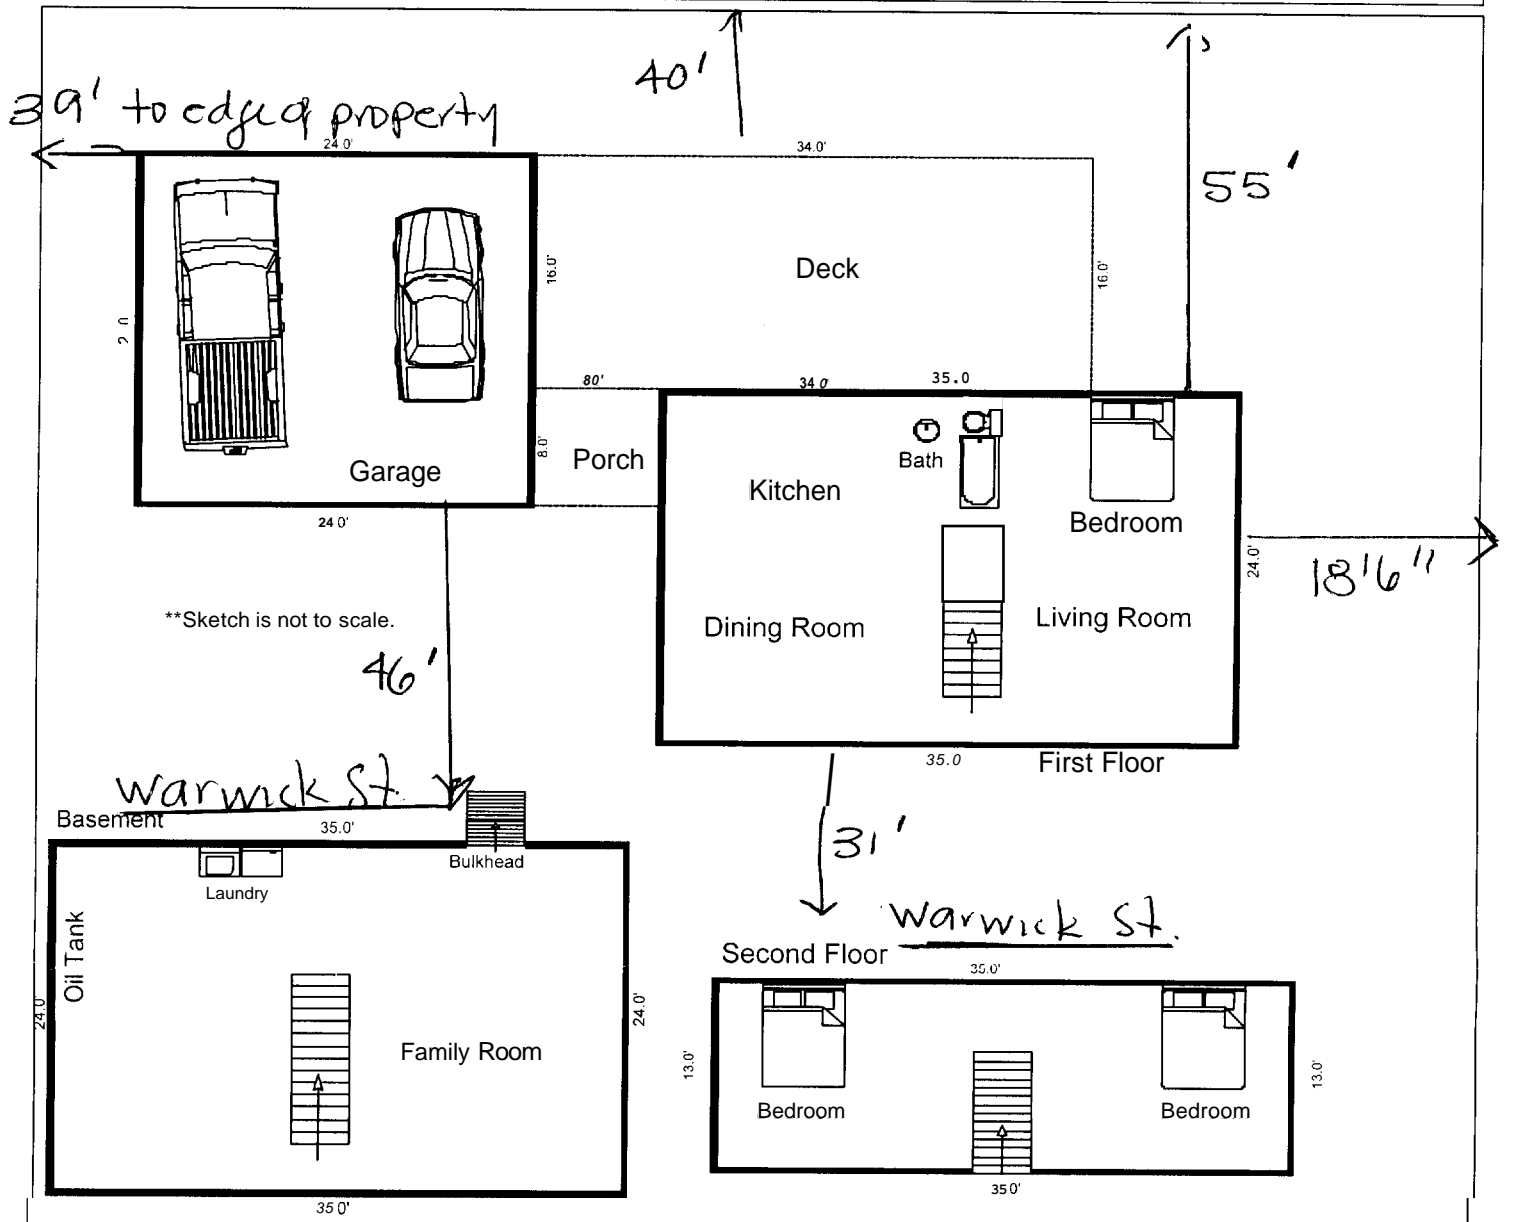 40'
39' to edge of property
24 0'
34.0'
55'
16.0'
Deck
16.0'
2 0
80'
34 0'
35.0
8.0'
Porch
Garage
Kitchen
Bath
Bedroom
24 0'
24.0'
18'6"
**Sketch is not to scale.
Dining Room
Living Room
46'
35.0
First Floor
Warwick St.
Basement
35.0'
Bulkhead
31'
Laundry
Warwick St.
Second Floor
35.0'
Oil Tank
24.0'
24.0'
Family Room
13.0'
13.0'
Bedroom
Bedroom
35 0'
35 0'